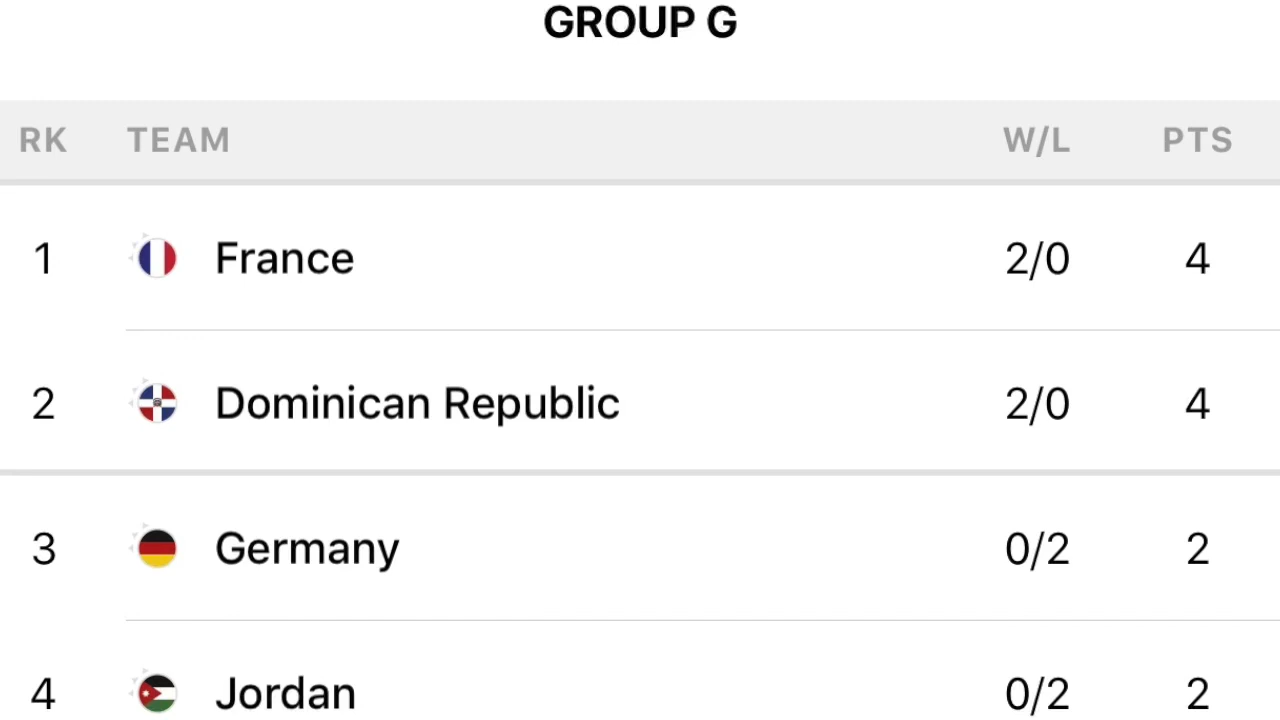 GROUP G
RK TEAM W/L PTS
1 France 2/0 4
2 Dominican Republic 2/0 4
3 Germany 0/2 2
4 Jordan 0/2 2